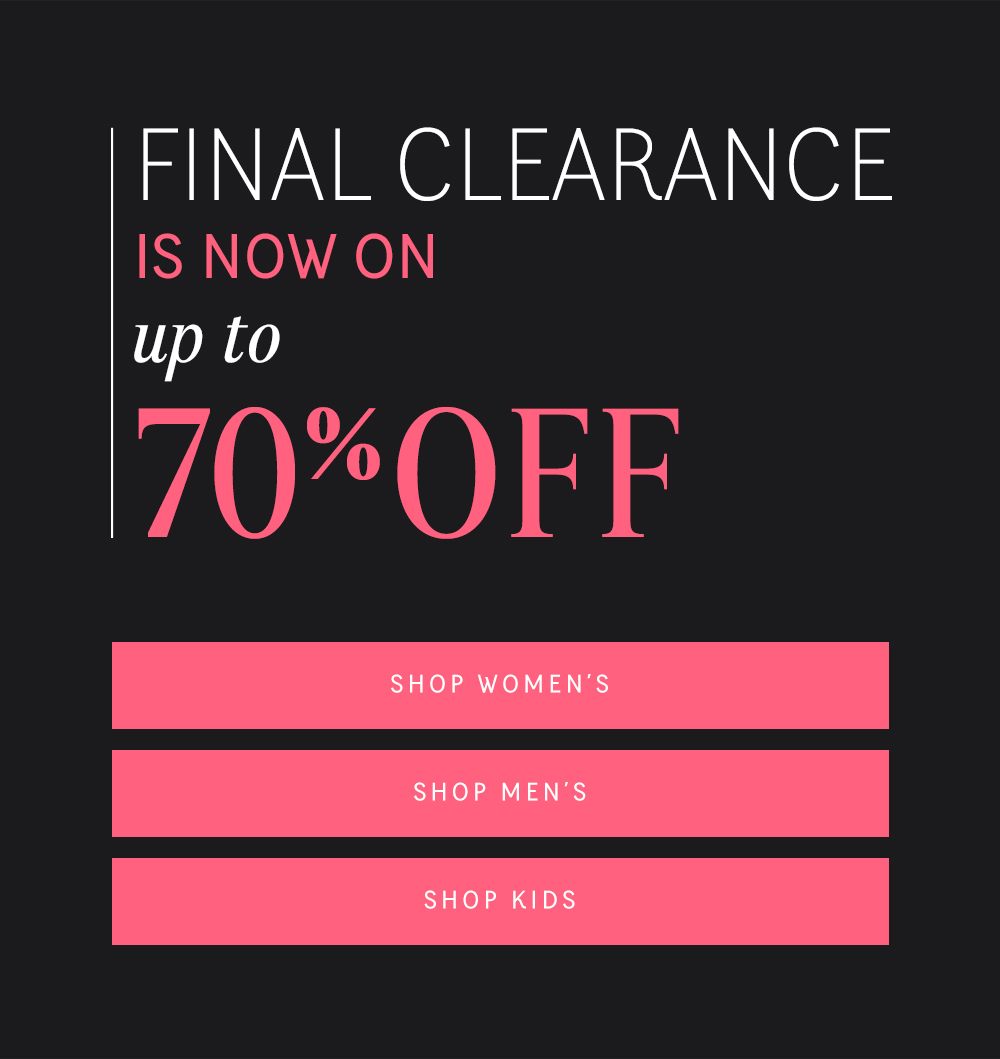 FINAL CLEARANCE
IS NOW ON
up to
70% OFF
SHOP WOMEN'S
SHOP MEN'S
SHOP KIDS